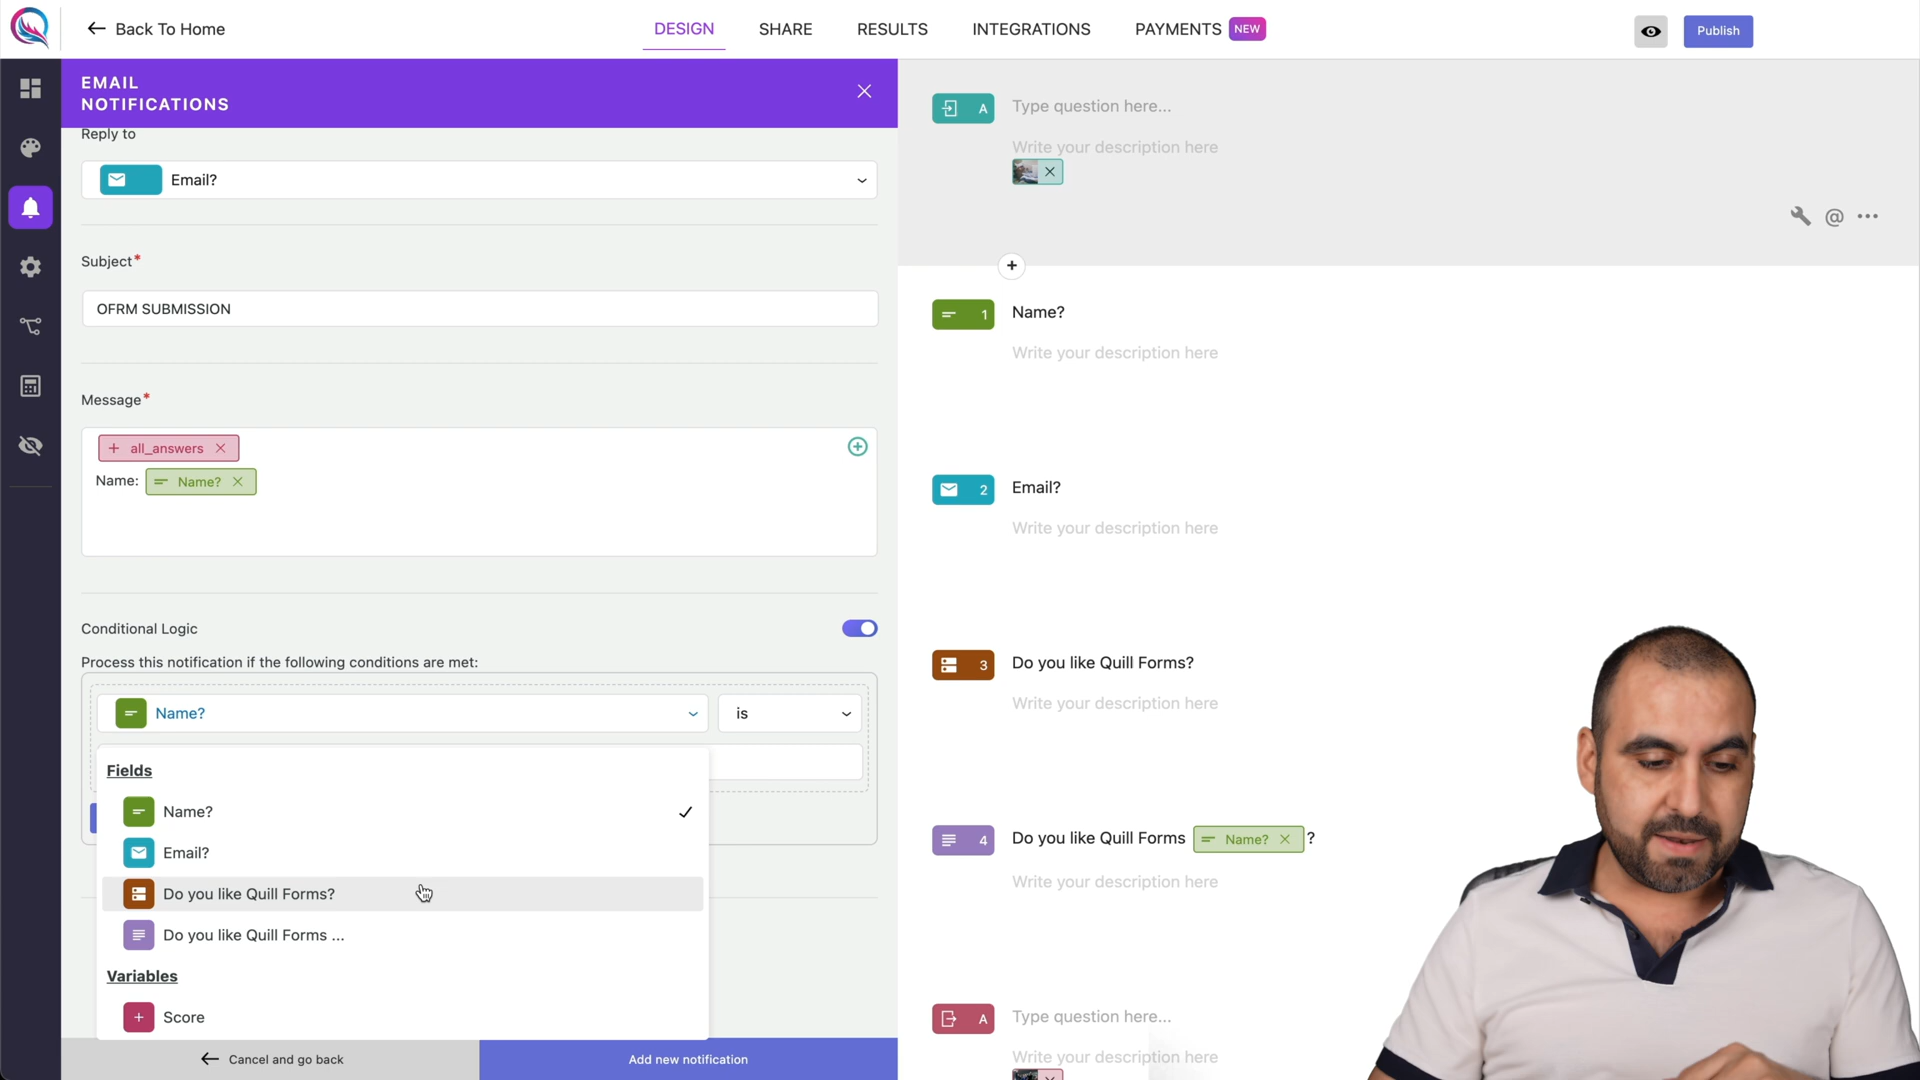 Back To Home
DESIGN
SHARE
RESULTS
INTEGRATIONS
PAYMENTS NEW
Publish
EMAIL
NOTIFICATIONS
Reply to
Email?
Subject*
OFRM SUBMISSION
Message*
+ all_answers
Name: Name?
Conditional Logic
Process this notification if the following conditions are met:
Name?
is
Fields
Name?
Email?
Do you like Quill Forms?
Do you like Quill Forms ...
Variables
+ Score
Cancel and go back
Add new notification
A Type question here...
Write your description here
@
1 Name?
Write your description here
2 Email?
Write your description here
3 Do you like Quill Forms?
Write your description here
4 Do you like Quill Forms Name? ?
Write your description here
A Type question here...
Write your description here